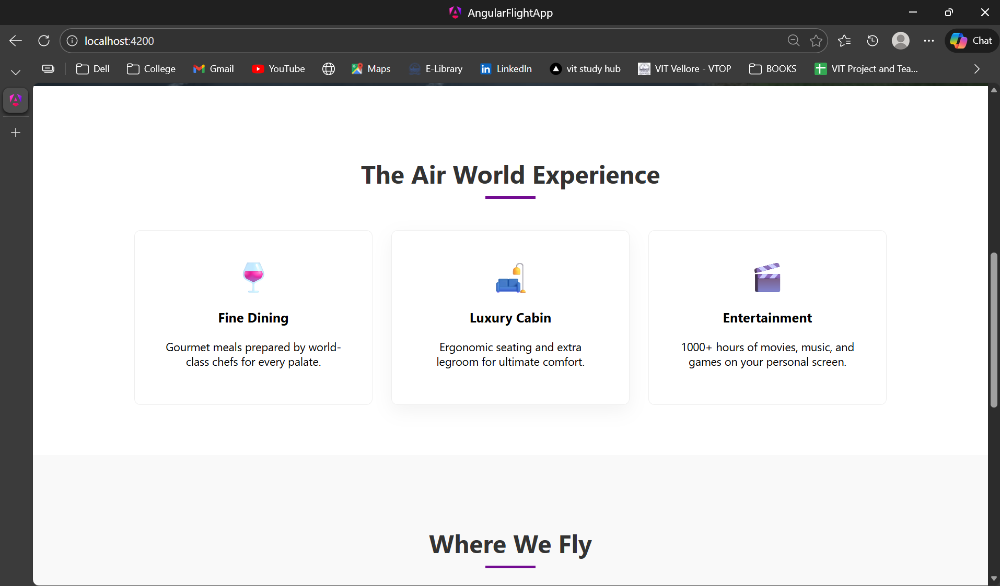 AngularFlightApp
localhost:4200
Chat
Dell
College
Gmail
YouTube
Maps
E-Library
LinkedIn
vit study hub
VIT Vellore - VTOP
BOOKS
VIT Project and Tea...
The Air World Experience
Fine Dining
Gourmet meals prepared by world-
class chefs for every palate.
Luxury Cabin
Ergonomic seating and extra
legroom for ultimate comfort.
Entertainment
1000+ hours of movies, music, and
games on your personal screen.
Where We Fly